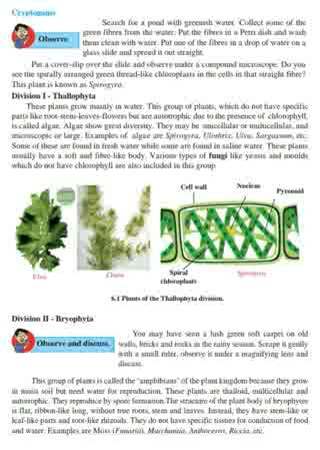 Cryptogams
Search for a pond with greenish water. Collect some of the
Observe
green fibres from the water. Put the fibres in a Petri dish and wash
them clean with water. Put one of the fibres in a drop of water on a
glass slide and spread it out straight.
Put a cover-slip over the slide and observe under a compound microscope. Do you
see the spirally arranged green thread-like chloroplasts in the cells in that straight fibre?
This plant is known as Spirogyra.
Division I - Thallophyta
These plants grow mainly in water. This group of plants, which do not have specific
parts like root-stem-leaves-flowers but are autotrophic due to the presence of chlorophyll,
is called algae. Algae show great diversity. They may be unicellular or multicellular, and
microscopic or large. Examples of algae are Spirogyra, Ulothrix, Ulva, Sargassum, etc.
Some of these are found in fresh water while some are found in saline water. These plants
usually have a soft and fibre-like body. Various types of fungi like yeasts and moulds
which do not have chlorophyll are also included in this group
Cell wall
Nucleus
Pyrenoid
Ulva
Chara
Spiral
chloroplasts
Spirogyra
6.1 Plants of the Thallophyta division.
Division II - Bryophyta
You may have seen a lush green soft carpet on old
Observe and discuss.
walls, bricks and rocks in the rainy season. Scrape it gently
with a small ruler, observe it under a magnifying lens and
discuss.
This group of plants is called the 'amphibians' of the plant kingdom because they grow
in moist soil but need water for reproduction. These plants are thalloid, multicellular and
autotrophic. They reproduce by spore formation.The structure of the plant body of bryophytes
is flat, ribbon-like long, without true roots, stem and leaves. Instead, they have stem-like or
leaf-like parts and root-like rhizoids. They do not have specific tissues for conduction of food
and water. Examples are Moss (Funaria), Marchantia, Anthoceros, Riccia, etc.